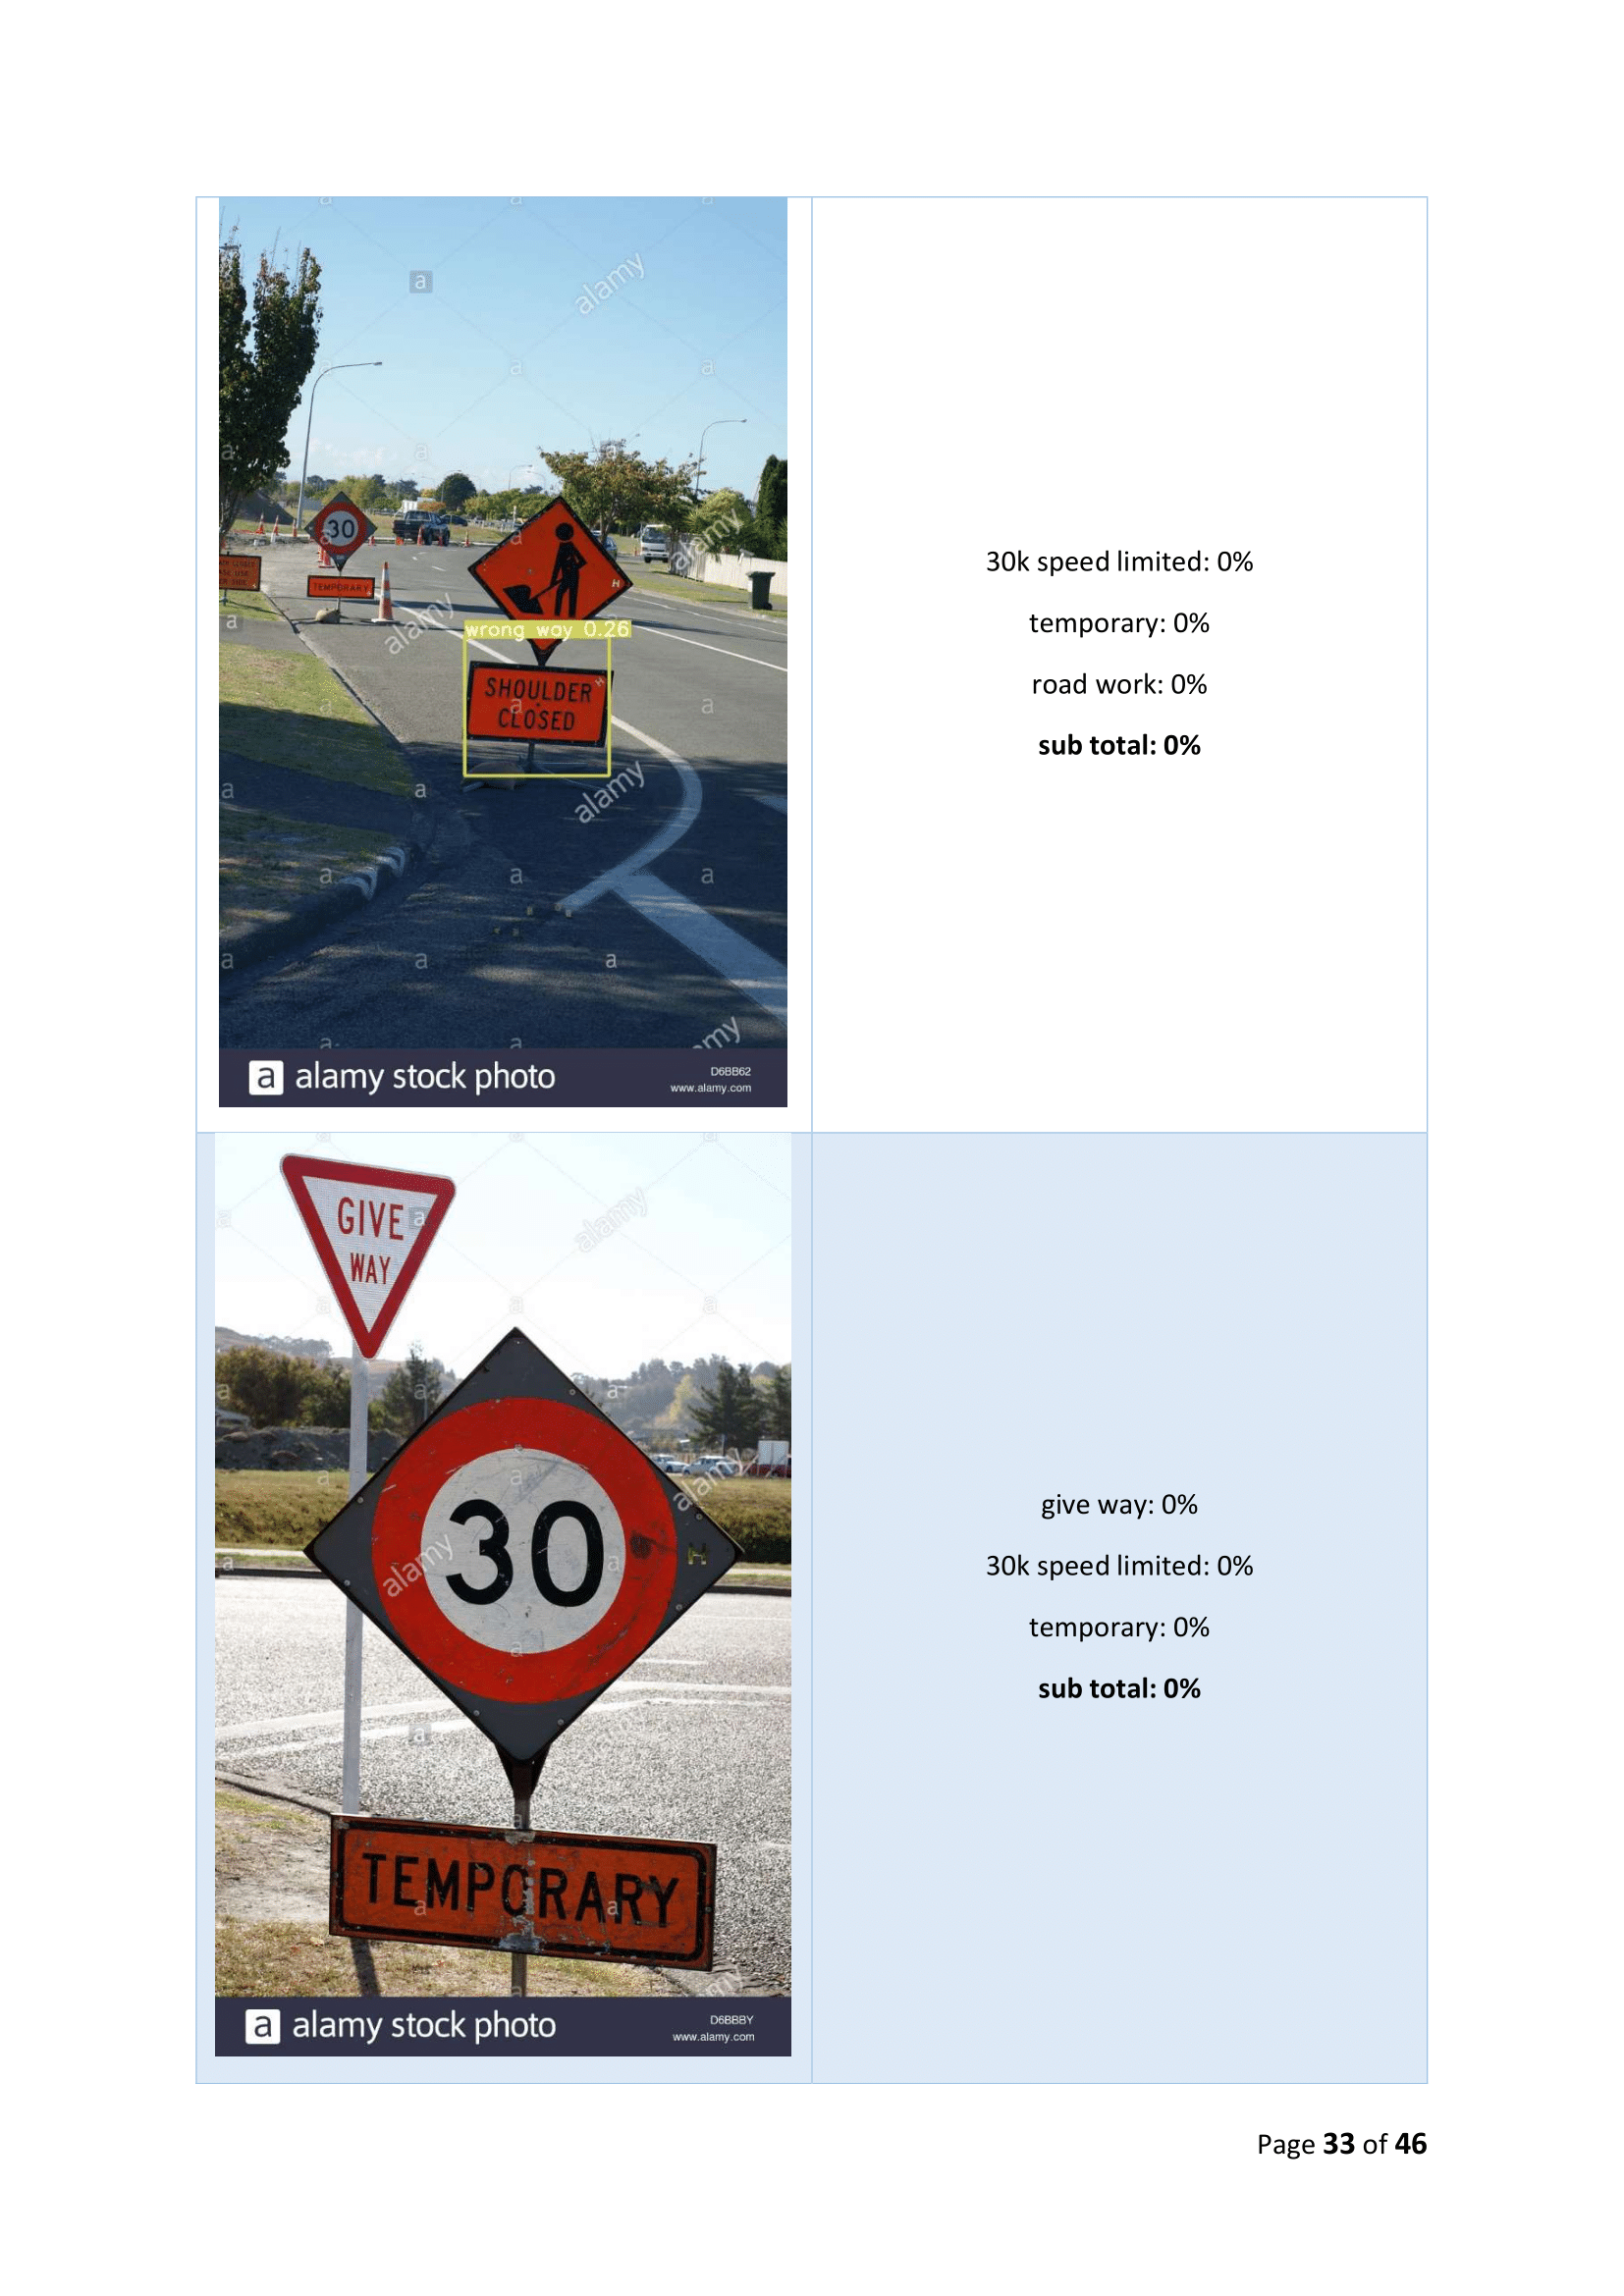 30
TEMPORARY
wrong way 0.26
SHOULDER
CLOSED
H
alamy
a alamy stock photo
D6BB62
www.alamy.com
30k speed limited: 0%
temporary: 0%
road work: 0%
sub total: 0%
GIVE
WAY
30
H
TEMPORARY
alamy
a alamy stock photo
D6BBBY
www.alamy.com
give way: 0%
30k speed limited: 0%
temporary: 0%
sub total: 0%
Page 33 of 46